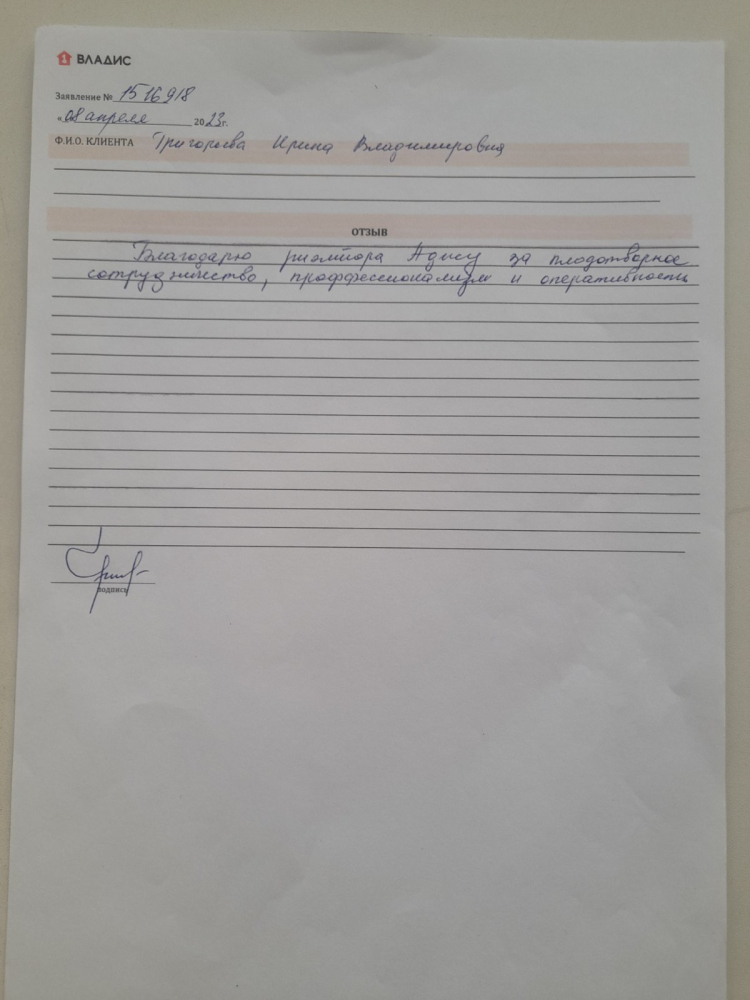 ВЛАДИС
Заявление № 1516918
"08 апреля 2023г.
Ф.И.О. КЛИЕНТА Григорьева Ирина Владимировна
ОТЗЫВ
Благодарю риэлтора Адису за плодотворное
сотрудничество, проффессионализм и оперативность
подпись